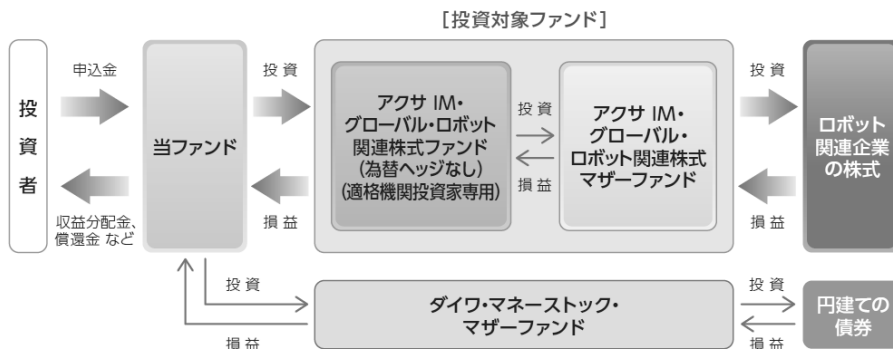 [投資対象ファンド]
投資者
申込金
収益分配金、
償還金 など
当ファンド
投 資
損 益
アクサ IM・
グローバル・ロボット
関連株式ファンド
(為替ヘッジなし)
(適格機関投資家専用)
投 資
損 益
アクサ IM・
グローバル・
ロボット関連株式
マザーファンド
投 資
損 益
ロボット
関連企業
の株式
投 資
損 益
ダイワ・マネーストック・
マザーファンド
投 資
損 益
円建ての
債券